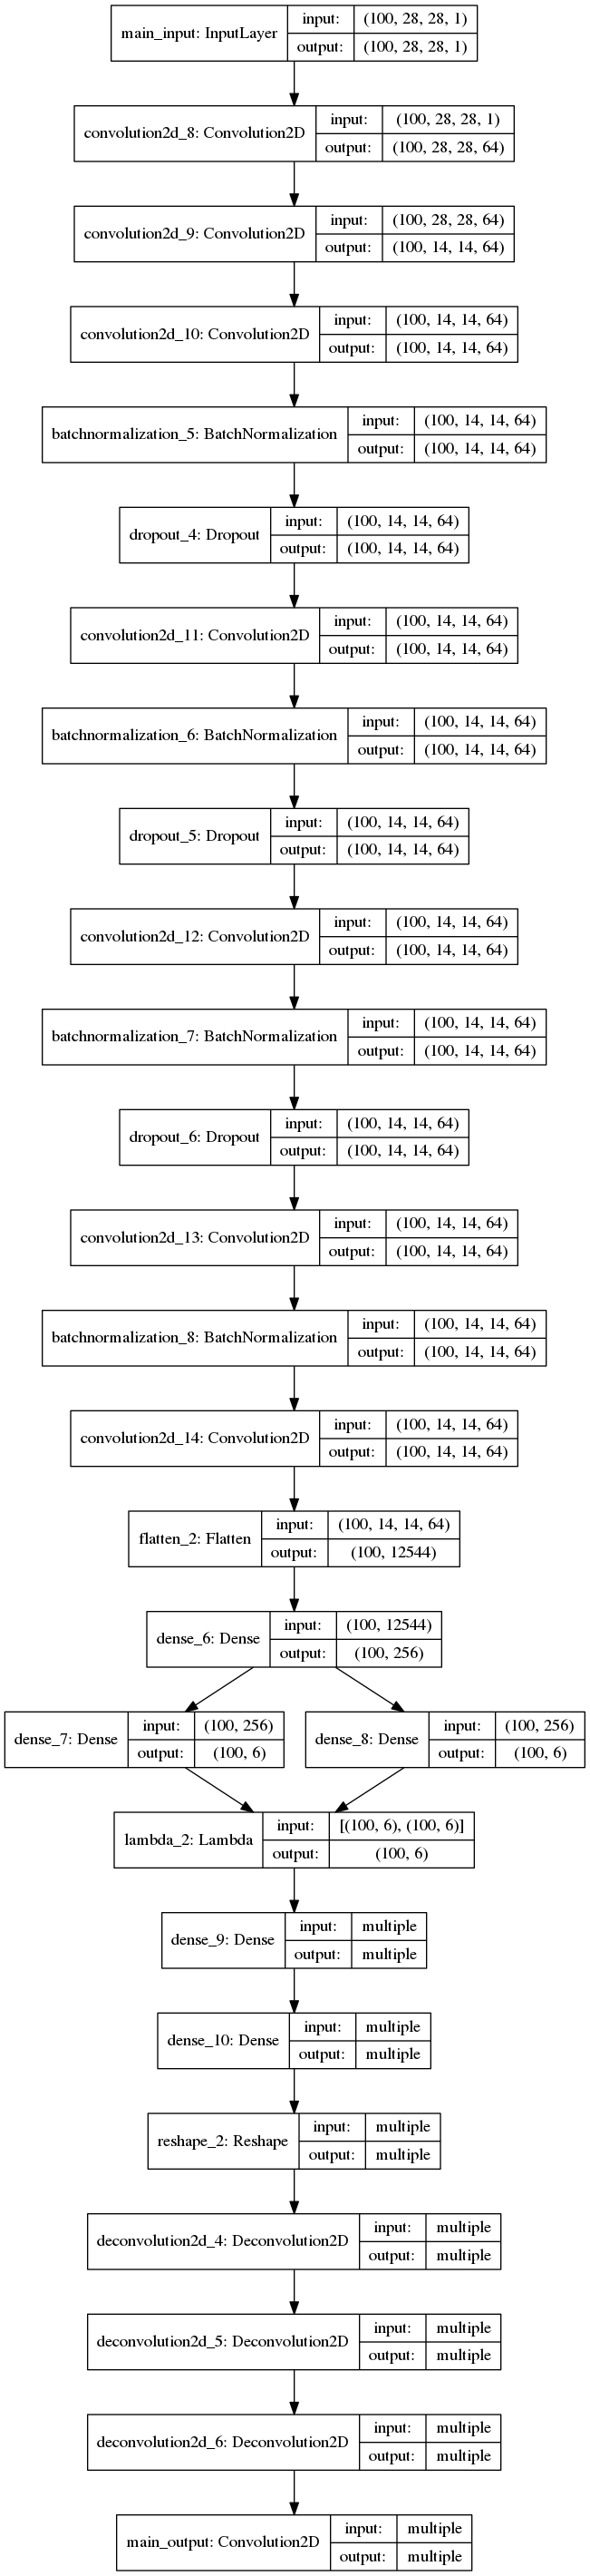 main_input: InputLayer
input: (100, 28, 28, 1)
output: (100, 28, 28, 1)
convolution2d_8: Convolution2D
input: (100, 28, 28, 1)
output: (100, 28, 28, 64)
convolution2d_9: Convolution2D
input: (100, 28, 28, 64)
output: (100, 14, 14, 64)
convolution2d_10: Convolution2D
input: (100, 14, 14, 64)
output: (100, 14, 14, 64)
batchnormalization_5: BatchNormalization
input: (100, 14, 14, 64)
output: (100, 14, 14, 64)
dropout_4: Dropout
input: (100, 14, 14, 64)
output: (100, 14, 14, 64)
convolution2d_11: Convolution2D
input: (100, 14, 14, 64)
output: (100, 14, 14, 64)
batchnormalization_6: BatchNormalization
input: (100, 14, 14, 64)
output: (100, 14, 14, 64)
dropout_5: Dropout
input: (100, 14, 14, 64)
output: (100, 14, 14, 64)
convolution2d_12: Convolution2D
input: (100, 14, 14, 64)
output: (100, 14, 14, 64)
batchnormalization_7: BatchNormalization
input: (100, 14, 14, 64)
output: (100, 14, 14, 64)
dropout_6: Dropout
input: (100, 14, 14, 64)
output: (100, 14, 14, 64)
convolution2d_13: Convolution2D
input: (100, 14, 14, 64)
output: (100, 14, 14, 64)
batchnormalization_8: BatchNormalization
input: (100, 14, 14, 64)
output: (100, 14, 14, 64)
convolution2d_14: Convolution2D
input: (100, 14, 14, 64)
output: (100, 14, 14, 64)
flatten_2: Flatten
input: (100, 14, 14, 64)
output: (100, 12544)
dense_6: Dense
input: (100, 12544)
output: (100, 256)
dense_7: Dense
input: (100, 256)
output: (100, 6)
dense_8: Dense
input: (100, 256)
output: (100, 6)
lambda_2: Lambda
input: [(100, 6), (100, 6)]
output: (100, 6)
dense_9: Dense
input: multiple
output: multiple
dense_10: Dense
input: multiple
output: multiple
reshape_2: Reshape
input: multiple
output: multiple
deconvolution2d_4: Deconvolution2D
input: multiple
output: multiple
deconvolution2d_5: Deconvolution2D
input: multiple
output: multiple
deconvolution2d_6: Deconvolution2D
input: multiple
output: multiple
main_output: Convolution2D
input: multiple
output: multiple